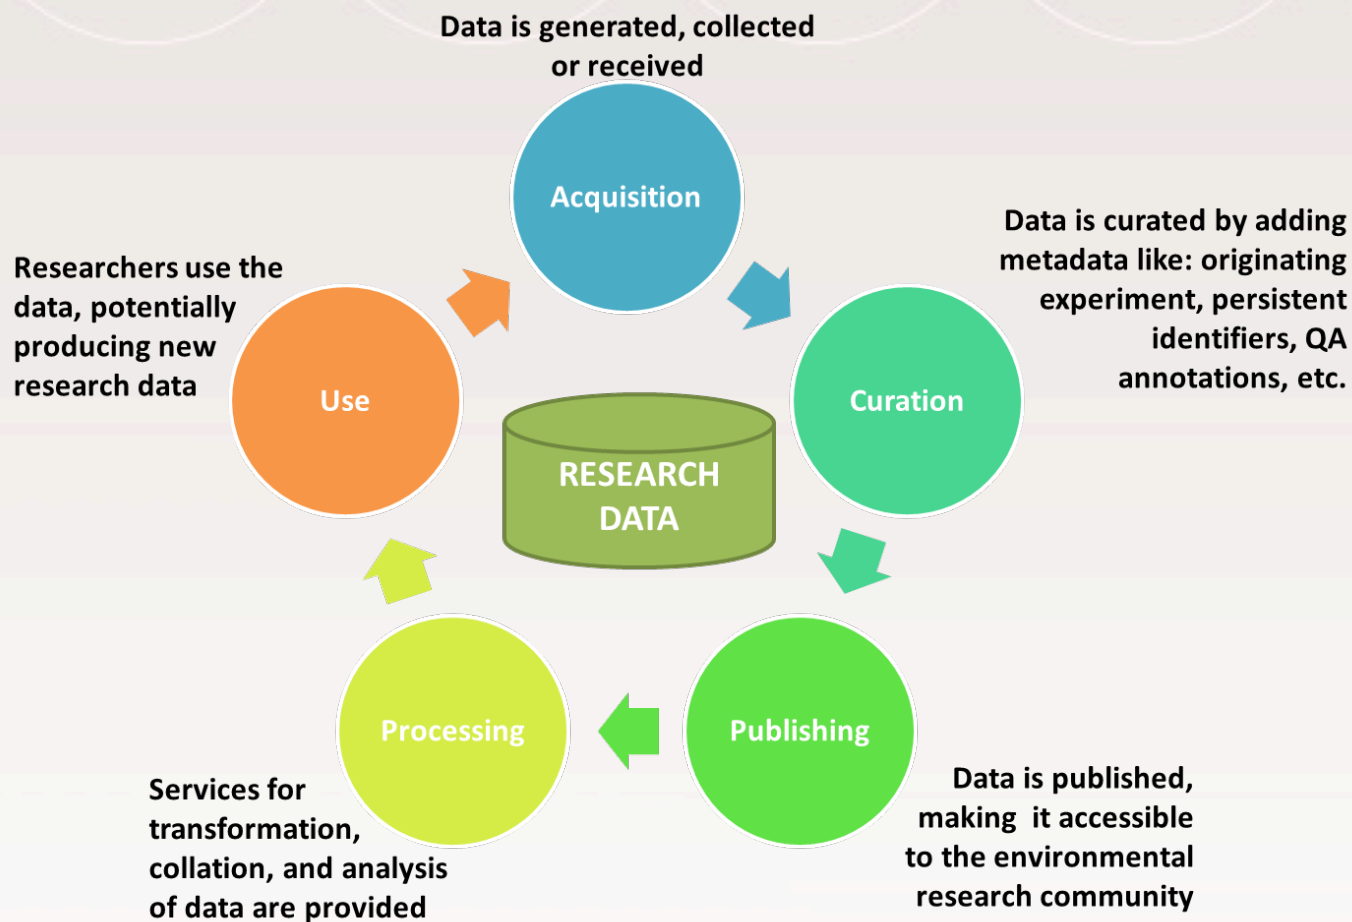 Data is generated, collected
or received
Acquisition
Data is curated by adding
metadata like: originating
experiment, persistent
identifiers, QA
annotations, etc.
Curation
Researchers use the
data, potentially
producing new
research data
Use
RESEARCH
DATA
Publishing
Data is published,
making  it accessible
to the environmental
research community
Processing
Services for
transformation,
collation, and analysis
of data are provided